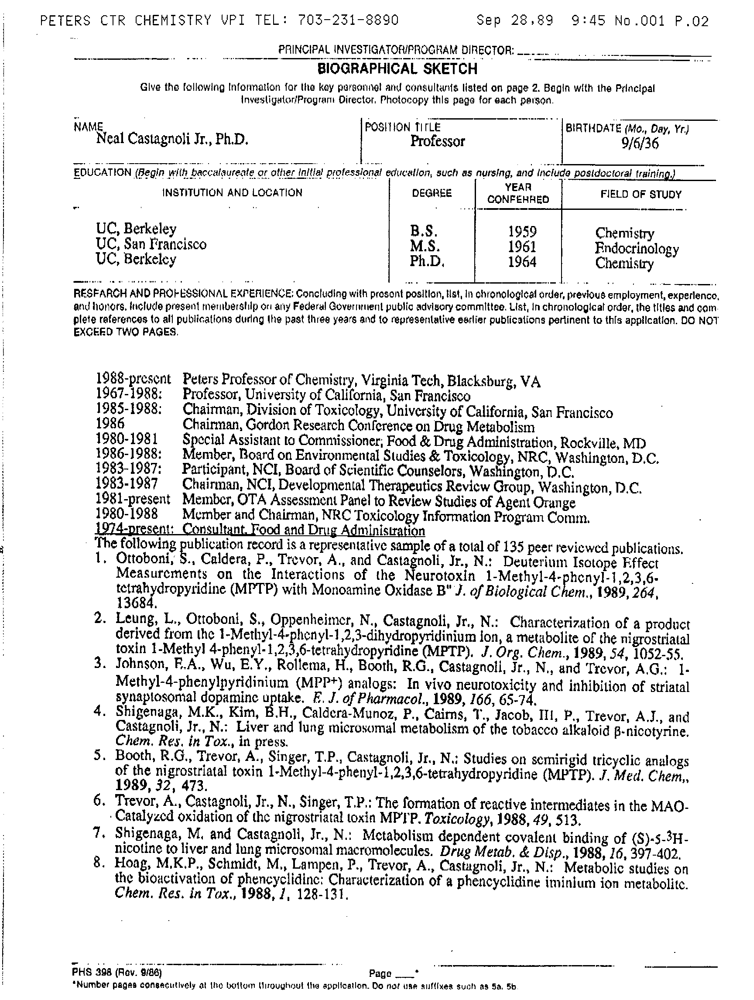 PETERS CTR CHEMISTRY VPI TEL: 703-231-8890 Sep 28,89 9:45 No.001 P.02
PRINCIPAL INVESTIGATOR/PROGRAM DIRECTOR:
BIOGRAPHICAL SKETCH
Give the following information for the key personnel and consultants listed on page 2. Begin with the Principal
Investigator/Program Director. Photocopy this page for each person.
NAME POSITION TITLE BIRTHDATE (Mo., Day, Yr.)
Neal Castagnoli Jr., Ph.D. Professor 9/6/36
EDUCATION (Begin with baccalaureate or other initial professional education, such as nursing, and include postdoctoral training.)
INSTITUTION AND LOCATION DEGREE YEAR CONFERRED FIELD OF STUDY
UC, Berkeley B.S. 1959 Chemistry
UC, San Francisco M.S. 1961 Endocrinology
UC, Berkeley Ph.D. 1964 Chemistry
RESEARCH AND PROFESSIONAL EXPERIENCE: Concluding with present position, list, in chronological order, previous employment, experience,
and honors. Include present membership on any Federal Government public advisory committee. List, in chronological order, the titles and com
plete references to all publications during the past three years and to representative earlier publications pertinent to this application. DO NOT
EXCEED TWO PAGES.
1988-present Peters Professor of Chemistry, Virginia Tech, Blacksburg, VA
1967-1988: Professor, University of California, San Francisco
1985-1988: Chairman, Division of Toxicology, University of California, San Francisco
1986 Chairman, Gordon Research Conference on Drug Metabolism
1980-1981 Special Assistant to Commissioner, Food & Drug Administration, Rockville, MD
1986-1988: Member, Board on Environmental Studies & Toxicology, NRC, Washington, D.C.
1983-1987: Participant, NCI, Board of Scientific Counselors, Washington, D.C.
1983-1987 Chairman, NCI, Developmental Therapeutics Review Group, Washington, D.C.
1981-present Member, OTA Assessment Panel to Review Studies of Agent Orange
1980-1988 Member and Chairman, NRC Toxicology Information Program Comm.
1974-present: Consultant, Food and Drug Administration
The following publication record is a representative sample of a total of 135 peer reviewed publications.
1. Ottoboni, S., Caldera, P., Trevor, A., and Castagnoli, Jr., N.: Deuterium Isotope Effect
Measurements on the Interactions of the Neurotoxin 1-Methyl-4-phenyl-1,2,3,6-
tetrahydropyridine (MPTP) with Monoamine Oxidase B" J. of Biological Chem., 1989, 264,
13684.
2. Leung, L., Ottoboni, S., Oppenheimer, N., Castagnoli, Jr., N.: Characterization of a product
derived from the 1-Methyl-4-phenyl-1,2,3-dihydropyridinium ion, a metabolite of the nigrostriatal
toxin 1-Methyl 4-phenyl-1,2,3,6-tetrahydropyridine (MPTP). J. Org. Chem., 1989, 54, 1052-55.
3. Johnson, E.A., Wu, E.Y., Rollema, H., Booth, R.G., Castagnoli, Jr., N., and Trevor, A.G.: 1-
Methyl-4-phenylpyridinium (MPP+) analogs: In vivo neurotoxicity and inhibition of striatal
synaptosomal dopamine uptake. E. J. of Pharmacol., 1989, 166, 65-74.
4. Shigenaga, M.K., Kim, B.H., Caldera-Munoz, P., Cairns, T., Jacob, III, P., Trevor, A.J., and
Castagnoli, Jr., N.: Liver and lung microsomal metabolism of the tobacco alkaloid β-nicotyrine.
Chem. Res. in Tox., in press.
5. Booth, R.G., Trevor, A., Singer, T.P., Castagnoli, Jr., N.: Studies on semirigid tricyclic analogs
of the nigrostriatal toxin 1-Methyl-4-phenyl-1,2,3,6-tetrahydropyridine (MPTP). J. Med. Chem,,
1989, 32, 473.
6. Trevor, A., Castagnoli, Jr., N., Singer, T.P.: The formation of reactive intermediates in the MAO-
Catalyzed oxidation of the nigrostriatal toxin MPTP. Toxicology, 1988, 49, 513.
7. Shigenaga, M. and Castagnoli, Jr., N.: Metabolism dependent covalent binding of (S)-5-³H-
nicotine to liver and lung microsomal macromolecules. Drug Metab. & Disp., 1988, 16, 397-402.
8. Hoag, M.K.P., Schmidt, M., Lampen, P., Trevor, A., Castagnoli, Jr., N.: Metabolic studies on
the bioactivation of phencyclidine: Characterization of a phencyclidine iminium ion metabolite.
Chem. Res. in Tox., 1988, 1, 128-131.
PHS 398 (Rev. 9/86) Page ___*
*Number pages consecutively at the bottom throughout the application. Do not use suffixes such as 5a, 5b